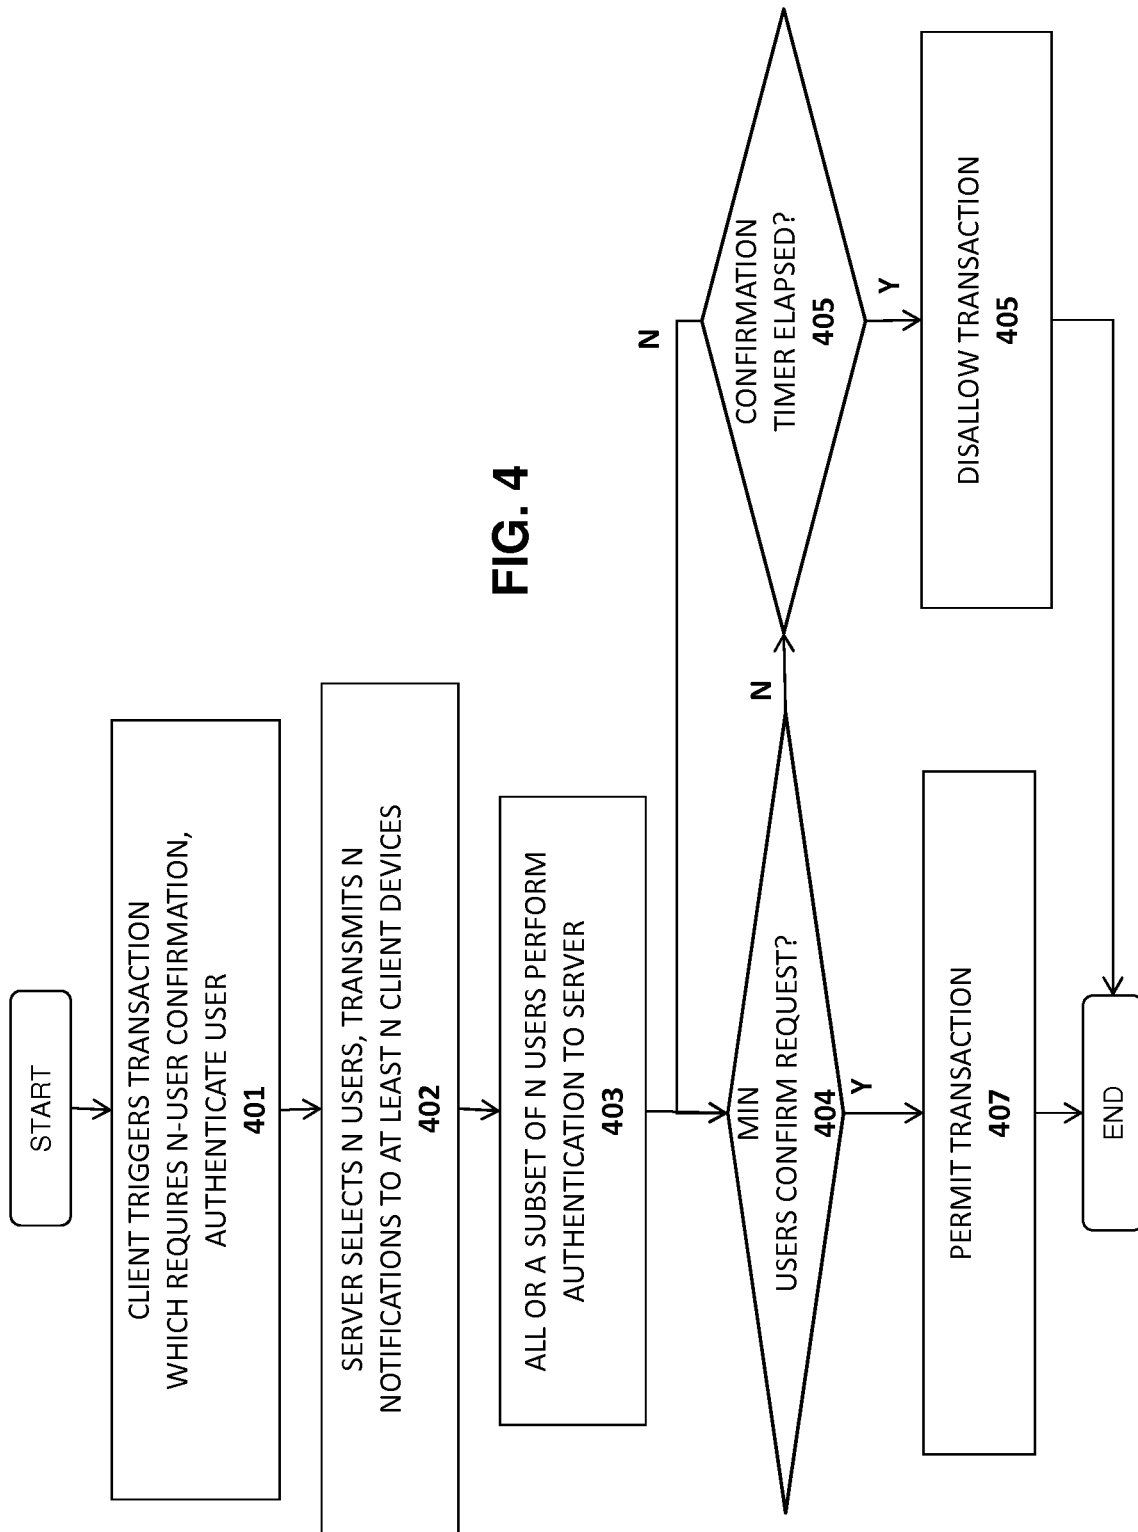 START
CLIENT TRIGGERS TRANSACTION
WHICH REQUIRES N-USER CONFIRMATION,
AUTHENTICATE USER
401
SERVER SELECTS N USERS, TRANSMITS N
NOTIFICATIONS TO AT LEAST N CLIENT DEVICES
402
ALL OR A SUBSET OF N USERS PERFORM
AUTHENTICATION TO SERVER
403
FIG. 4
MIN
USERS CONFIRM REQUEST?
404
N
Y
CONFIRMATION
TIMER ELAPSED?
405
N
Y
PERMIT TRANSACTION
407
DISALLOW TRANSACTION
405
END